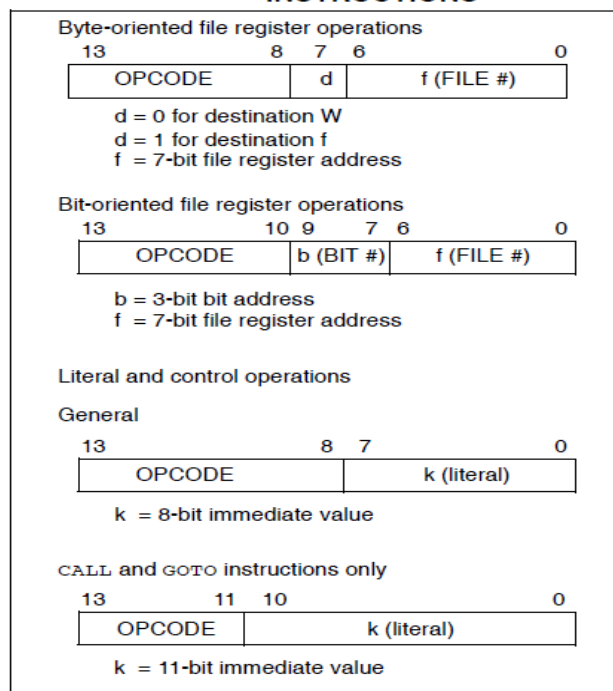 INSTRUCTIONS
Byte-oriented file register operations
13 8 7 6 0
OPCODE d f (FILE #)
d = 0 for destination W
d = 1 for destination f
f = 7-bit file register address
Bit-oriented file register operations
13 10 9 7 6 0
OPCODE b (BIT #) f (FILE #)
b = 3-bit bit address
f = 7-bit file register address
Literal and control operations
General
13 8 7 0
OPCODE k (literal)
k = 8-bit immediate value
CALL and GOTO instructions only
13 11 10 0
OPCODE k (literal)
k = 11-bit immediate value